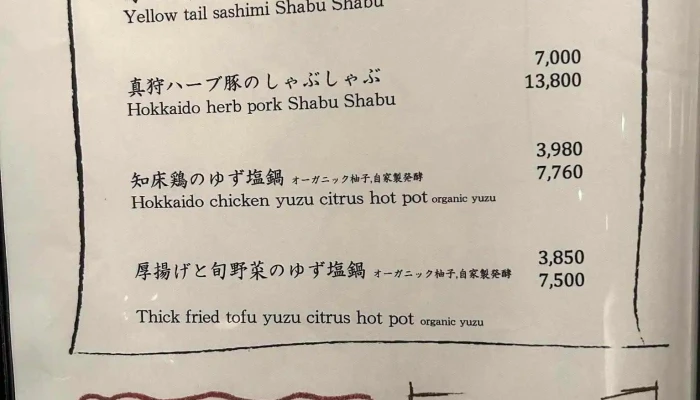 Yellow tail sashimi Shabu Shabu
7,000
真狩ハーブ豚のしゃぶしゃぶ 13,800
Hokkaido herb pork Shabu Shabu
3,980
知床鶏のゆず塩鍋 オーガニック柚子,自家製発酵 7,760
Hokkaido chicken yuzu citrus hot pot organic yuzu
3,850
厚揚げと旬野菜のゆず塩鍋 オーガニック柚子,自家製発酵 7,500
Thick fried tofu yuzu citrus hot pot organic yuzu